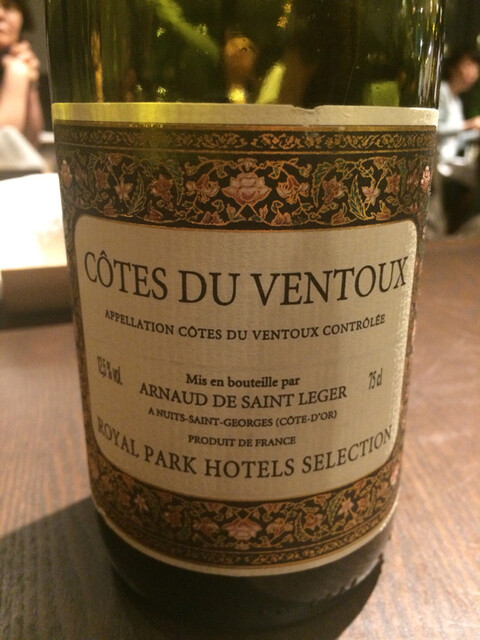 CÔTES DU VENTOUX
APPELLATION CÔTES DU VENTOUX CONTRÔLÉE
12,5 % vol.
Mis en bouteille par
75 cl
ARNAUD DE SAINT LEGER
A NUITS-SAINT-GEORGES (CÔTE-D'OR)
PRODUIT DE FRANCE
ROYAL PARK HOTELS SELECTION